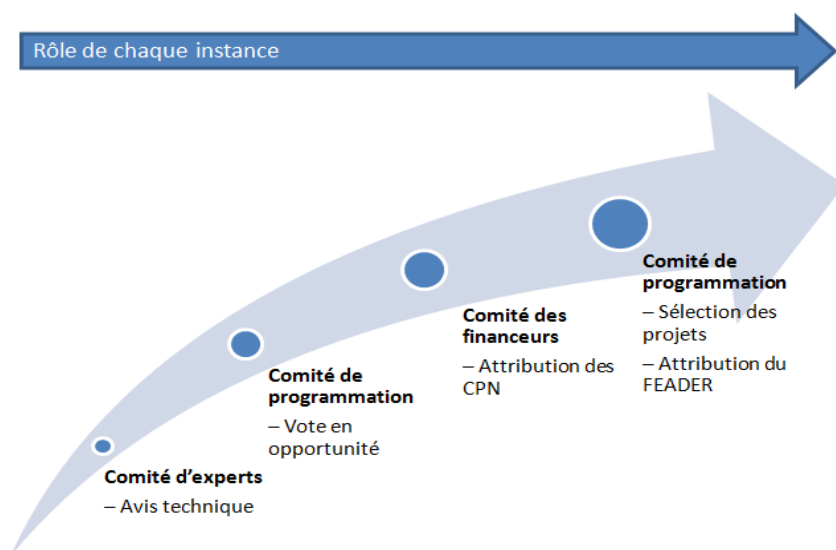 Rôle de chaque instance
Comité d’experts
– Avis technique
Comité de
programmation
– Vote en
opportunité
Comité des
financeurs
– Attribution des
CPN
Comité de
programmation
– Sélection des
projets
– Attribution du
FEADER